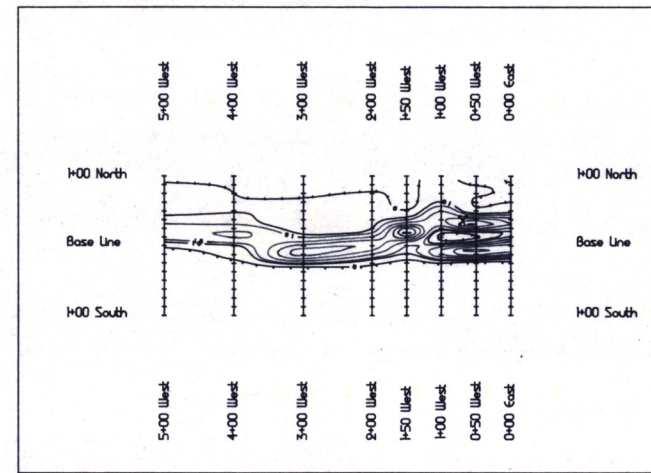 5+00 West
4+00 West
3+00 West
2+00 West
1+50 West
1+00 West
0+50 West
0+00 East
1+00 North
1+00 North
Base Line
Base Line
1+00 South
1+00 South
5+00 West
4+00 West
3+00 West
2+00 West
1+50 West
1+00 West
0+50 West
0+00 East